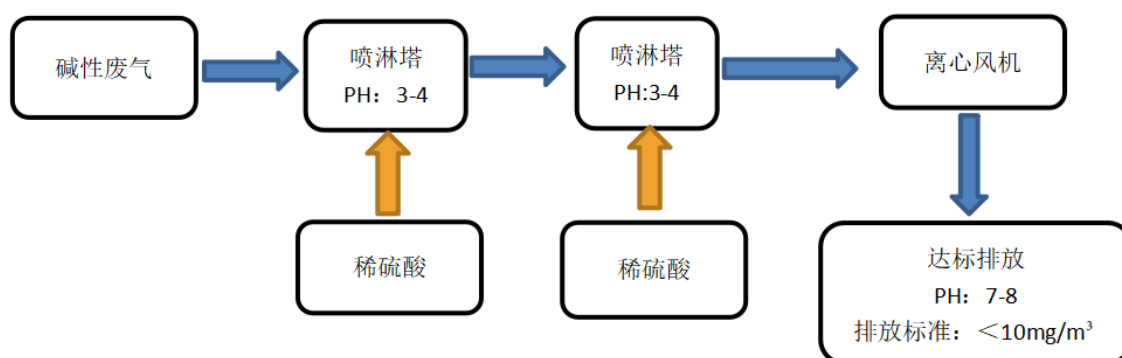 碱性废气
喷淋塔
PH： 3-4
喷淋塔
PH:3-4
离心风机
稀硫酸
稀硫酸
达标排放
PH： 7-8
排放标准：＜10mg/m³